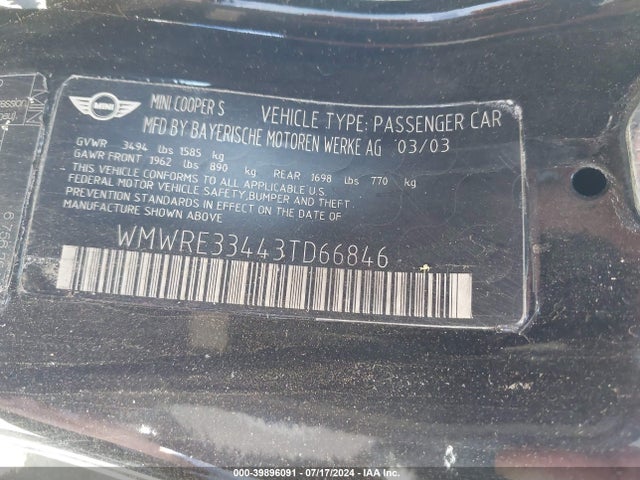 MINI
MINI COOPER S VEHICLE TYPE: PASSENGER CAR
MFD BY BAYERISCHE MOTOREN WERKE AG 03/03
GVWR 3494 lbs 1585 kg
GAWR FRONT 1962 lbs 890 kg REAR 1698 lbs 770 kg
THIS VEHICLE CONFORMS TO ALL APPLICABLE U.S.
FEDERAL MOTOR VEHICLE SAFETY, BUMPER AND THEFT
PREVENTION STANDARDS IN EFFECT ON THE DATE OF
MANUFACTURE SHOWN ABOVE
WMWRE33443TD66846
000-39896091 / 07/17/2024 / IAA Inc.